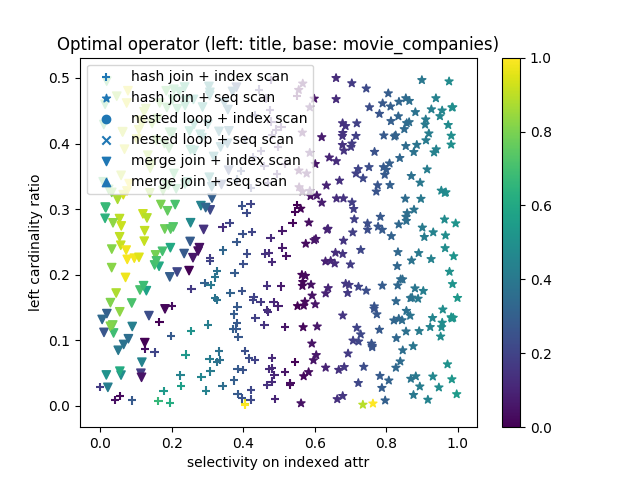 Optimal operator (left: title, base: movie_companies)
hash join + index scan
hash join + seq scan
nested loop + index scan
nested loop + seq scan
merge join + index scan
merge join + seq scan
left cardinality ratio
0.5
0.4
0.3
0.2
0.1
0.0
0.0 0.2 0.4 0.6 0.8 1.0
selectivity on indexed attr
1.0
0.8
0.6
0.4
0.2
0.0